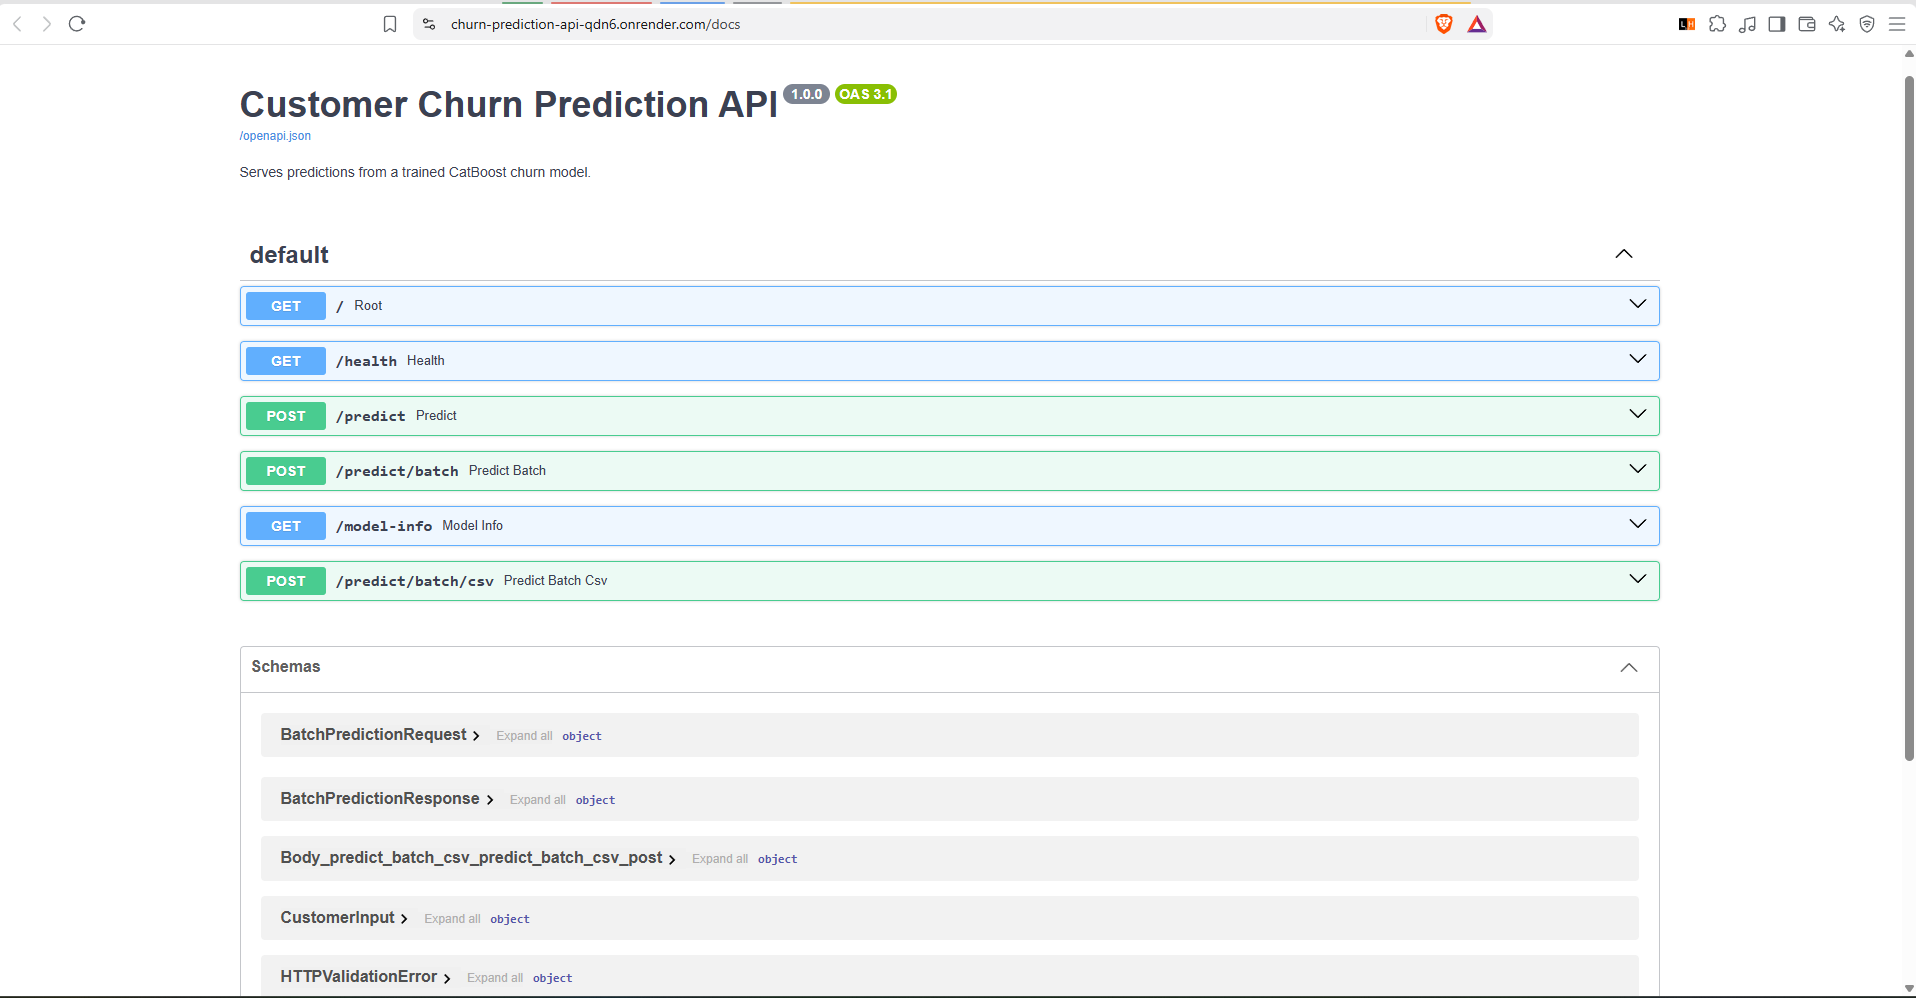 churn-prediction-api-qdn6.onrender.com/docs
Customer Churn Prediction API 1.0.0 OAS 3.1
/openapi.json
Serves predictions from a trained CatBoost churn model.
default
GET / Root
GET /health Health
POST /predict Predict
POST /predict/batch Predict Batch
GET /model-info Model Info
POST /predict/batch/csv Predict Batch Csv
Schemas
BatchPredictionRequest Expand all object
BatchPredictionResponse Expand all object
Body_predict_batch_csv_predict_batch_csv_post Expand all object
CustomerInput Expand all object
HTTPValidationError Expand all object